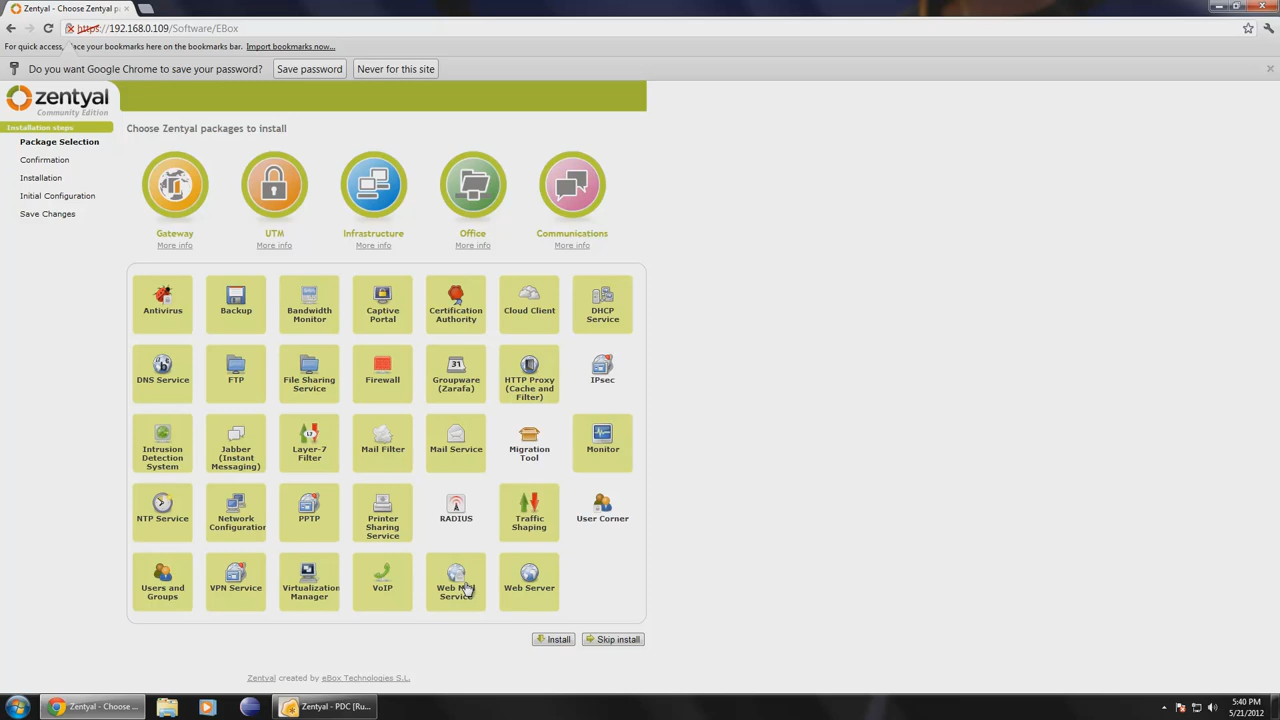 Zentyal - Choose Zentyal p
https://192.168.0.109/Software/EBox
For quick access, ace your bookmarks here on the bookmarks bar. Import bookmarks now...
Do you want Google Chrome to save your password? Save password Never for this site
zentyal
Community Edition
Installation steps
Package Selection
Confirmation
Installation
Initial Configuration
Save Changes
Choose Zentyal packages to install
Gateway UTM Infrastructure Office Communications
More info More info More info More info More info
Antivirus
Backup
Bandwidth
Monitor
Captive
Portal
Certification
Authority
Cloud Client
DHCP
Service
DNS Service
FTP
File Sharing
Service
Firewall
31
Groupware
(Zarafa)
HTTP Proxy
(Cache and
Filter)
IPsec
Intrusion
Detection
System
Jabber
(Instant
Messaging)
Layer-7
Filter
Mail Filter
Mail Service
Migration
Tool
Monitor
NTP Service
Network
Configuration
PPTP
Printer
Sharing
Service
RADIUS
Traffic
Shaping
User Corner
Users and
Groups
VPN Service
Virtualization
Manager
VoIP
Web M il
Service
Web Server
Install Skip install
Zentyal created by eBox Technologies S.L.
Zentyal - Choose ...
Zentyal - PDC [Ru...
5:40 PM
5/21/2012